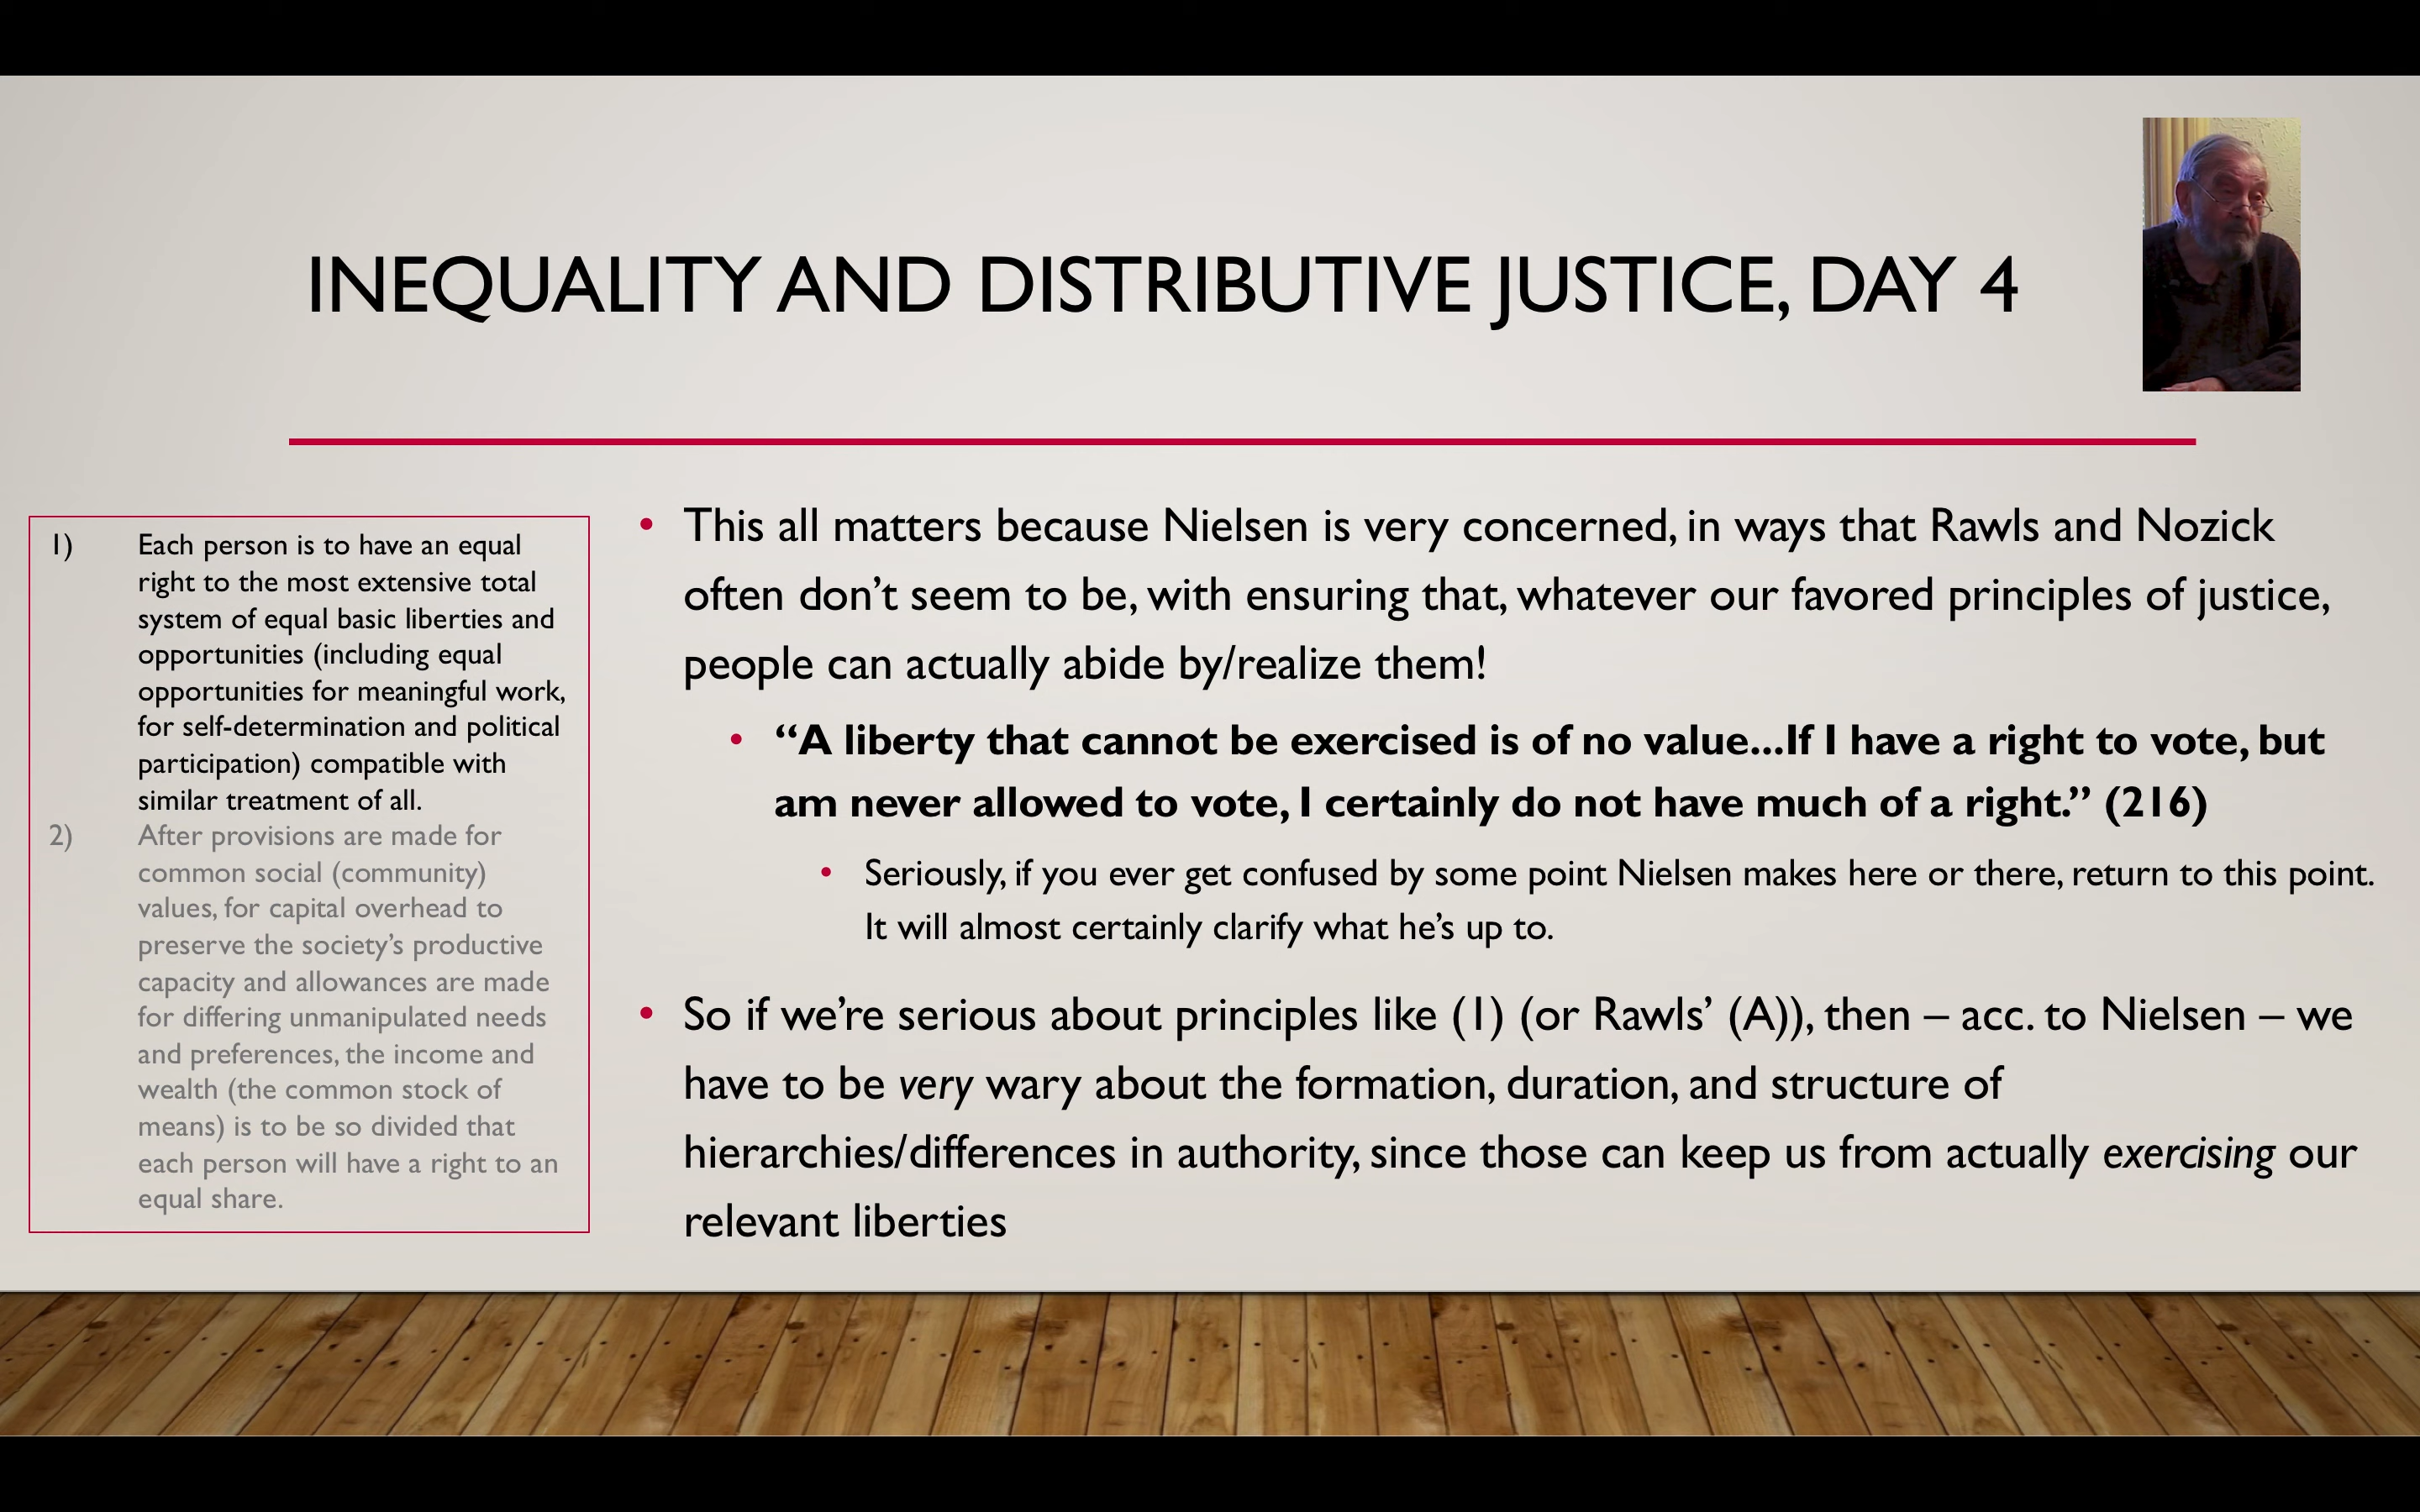 INEQUALITY AND DISTRIBUTIVE JUSTICE, DAY 4
1) Each person is to have an equal
right to the most extensive total
system of equal basic liberties and
opportunities (including equal
opportunities for meaningful work,
for self-determination and political
participation) compatible with
similar treatment of all.
2) After provisions are made for
common social (community)
values, for capital overhead to
preserve the society’s productive
capacity and allowances are made
for differing unmanipulated needs
and preferences, the income and
wealth (the common stock of
means) is to be so divided that
each person will have a right to an
equal share.
• This all matters because Nielsen is very concerned, in ways that Rawls and Nozick
often don’t seem to be, with ensuring that, whatever our favored principles of justice,
people can actually abide by/realize them!
• “A liberty that cannot be exercised is of no value…If I have a right to vote, but
am never allowed to vote, I certainly do not have much of a right.” (216)
• Seriously, if you ever get confused by some point Nielsen makes here or there, return to this point.
It will almost certainly clarify what he’s up to.
• So if we’re serious about principles like (1) (or Rawls’ (A)), then – acc. to Nielsen – we
have to be very wary about the formation, duration, and structure of
hierarchies/differences in authority, since those can keep us from actually exercising our
relevant liberties